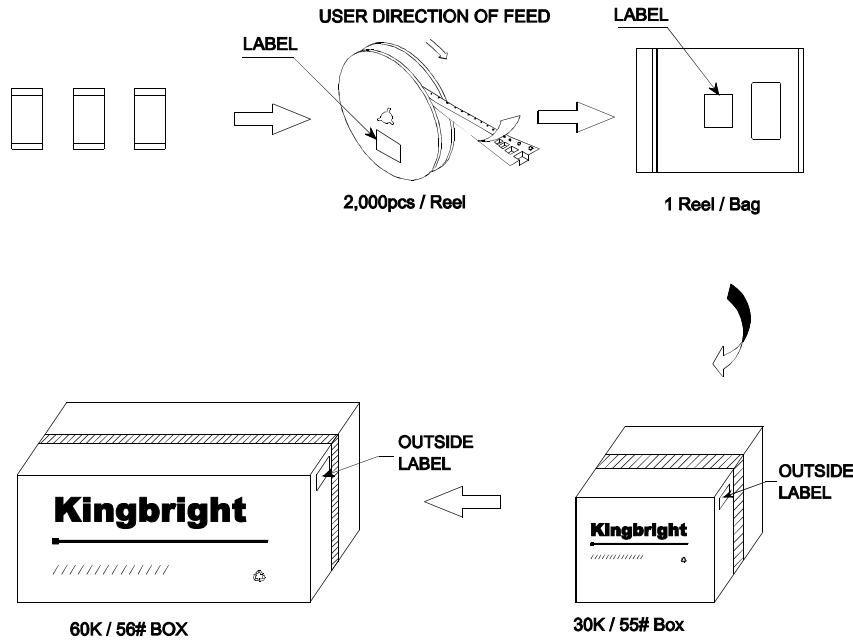 USER DIRECTION OF FEED
LABEL
LABEL
2,000pcs / Reel
1 Reel / Bag
OUTSIDE
LABEL
Kingbright
60K / 56# BOX
OUTSIDE
LABEL
Kingbright
30K / 55# Box